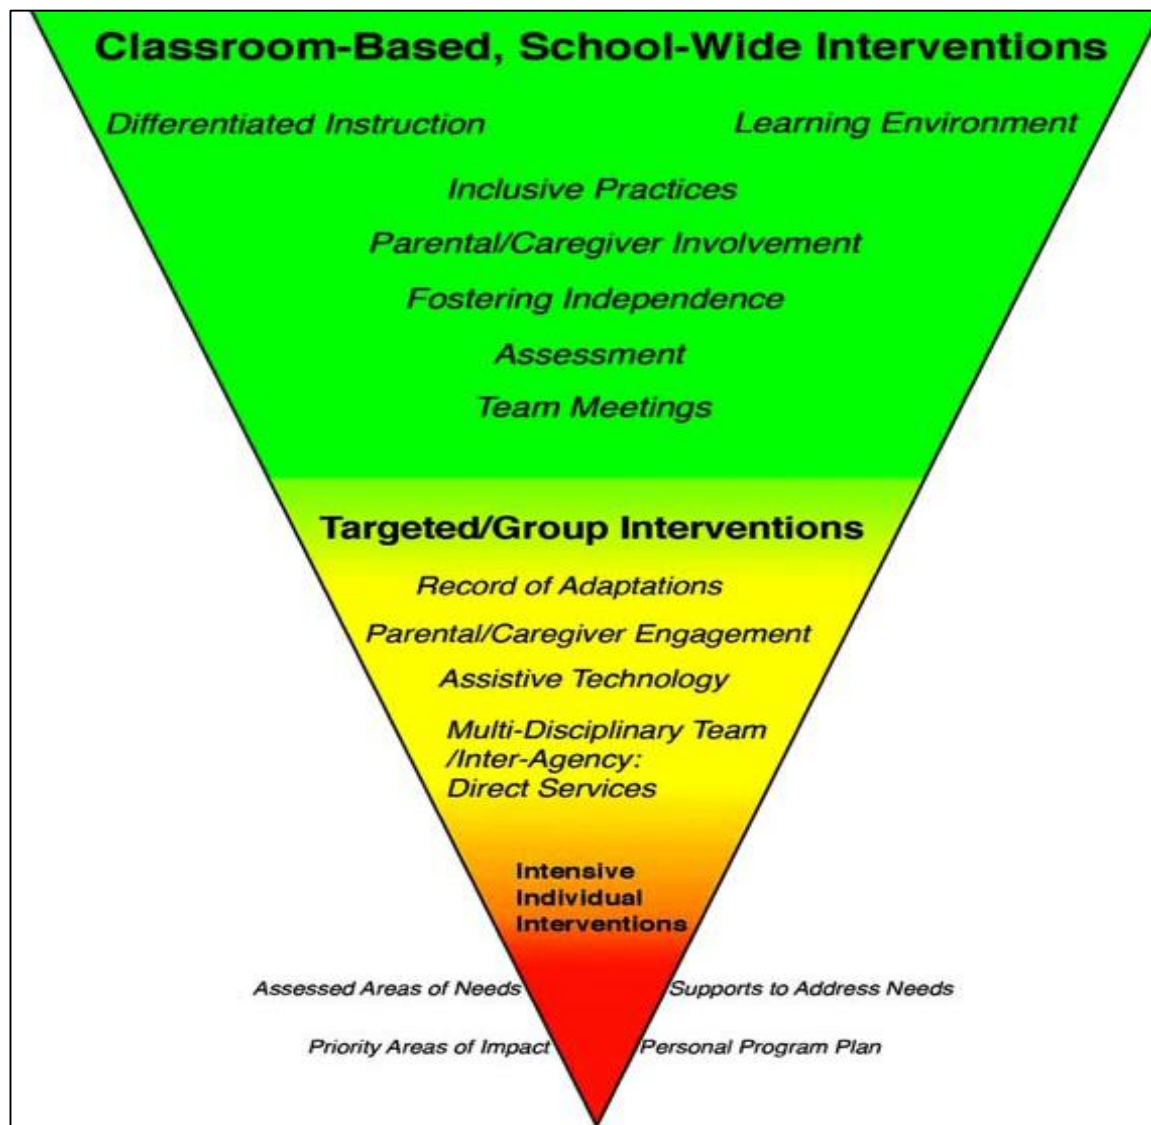 Classroom-Based, School-Wide Interventions
Differentiated Instruction
Learning Environment
Inclusive Practices
Parental/Caregiver Involvement
Fostering Independence
Assessment
Team Meetings
Targeted/Group Interventions
Record of Adaptations
Parental/Caregiver Engagement
Assistive Technology
Multi-Disciplinary Team
/Inter-Agency:
Direct Services
Intensive
Individual
Interventions
Assessed Areas of Needs
Supports to Address Needs
Priority Areas of Impact
Personal Program Plan